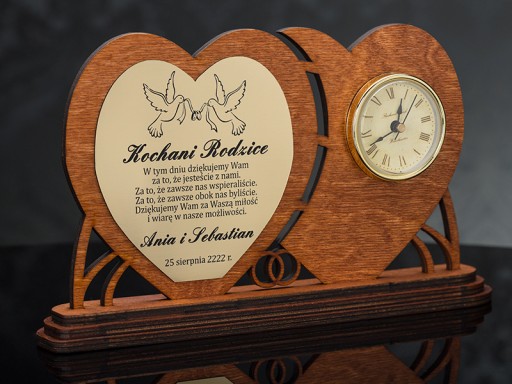 Kochani Rodzice
W tym dniu dziękujemy Wam
za to, że jesteście z nami.
Za to, że zawsze nas wspieraliście.
Za to, że zawsze obok nas byliście.
Dziękujemy Wam za Waszą miłość
i wiarę w nasze możliwości.
Ania i Sebastian
25 sierpnia 2222 r.